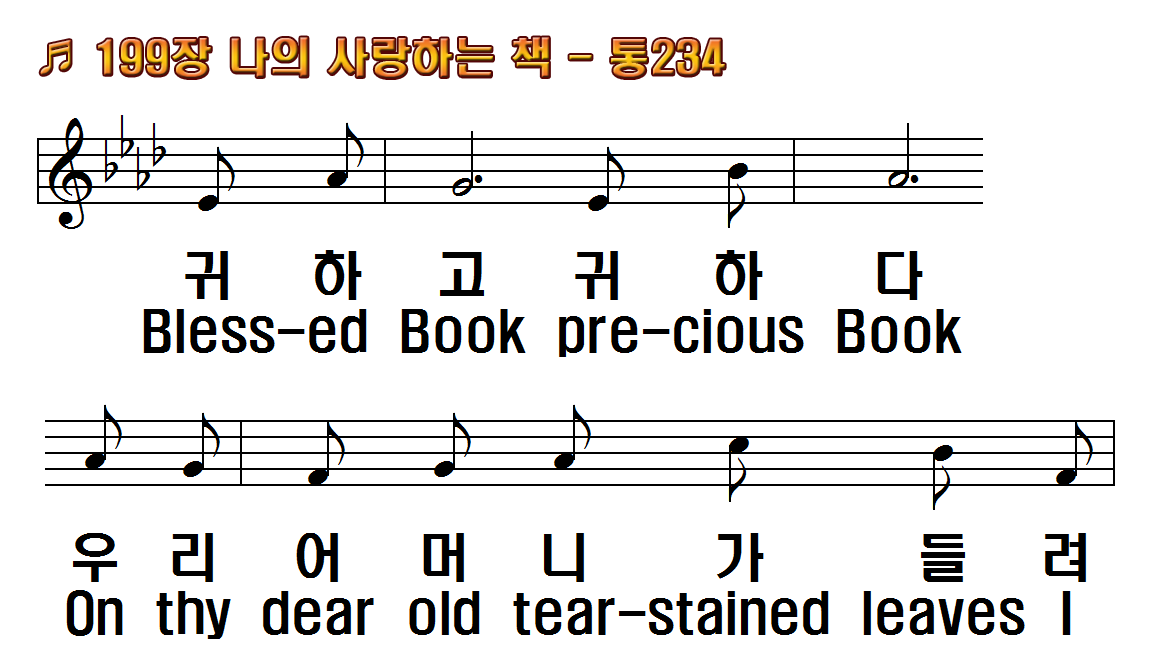 ♬ 199장 나의 사랑하는 책 - 통234
귀 하 고 귀 하 다
Bless-ed Book pre-cious Book
우 리 어 머 니 가 들 려
On thy dear old tear-stained leaves I